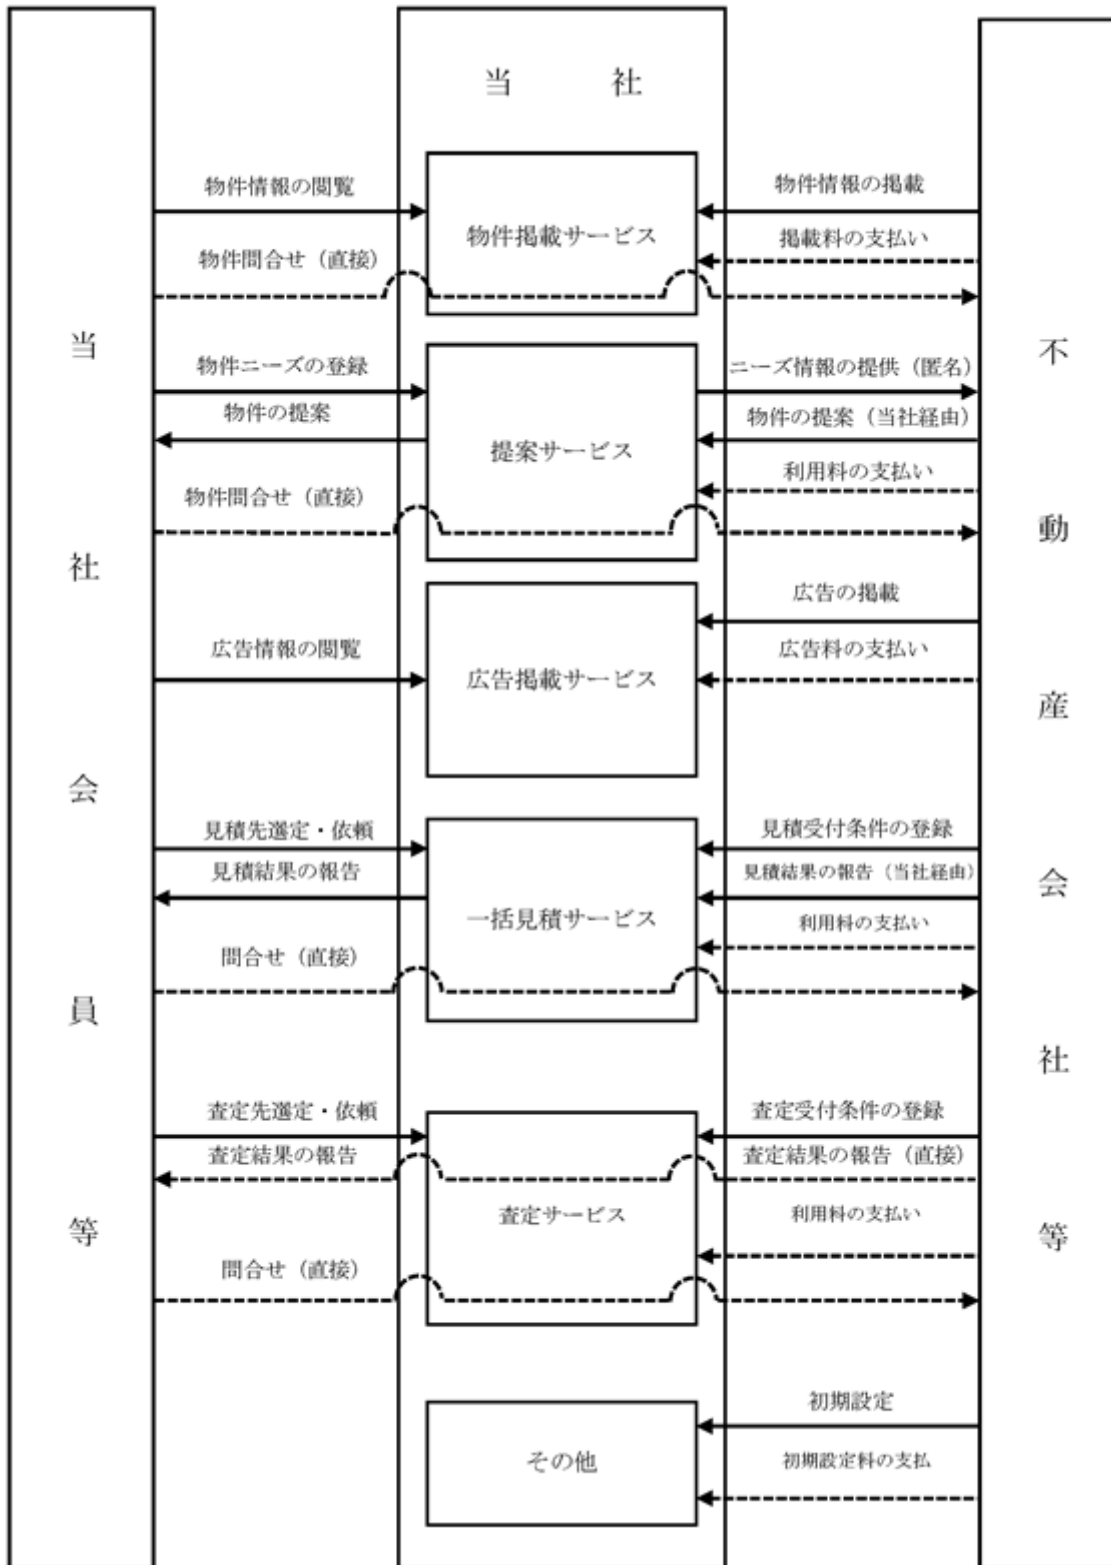 当社
物件情報の閲覧
物件情報の掲載
物件掲載サービス
掲載料の支払い
物件問合せ（直接）
当社会員等
不動産会社等
物件ニーズの登録
ニーズ情報の提供（匿名）
物件の提案
物件の提案（当社経由）
提案サービス
利用料の支払い
物件問合せ（直接）
広告の掲載
広告情報の閲覧
広告料の支払い
広告掲載サービス
見積先選定・依頼
見積受付条件の登録
見積結果の報告
見積結果の報告（当社経由）
一括見積サービス
利用料の支払い
問合せ（直接）
査定先選定・依頼
査定受付条件の登録
査定結果の報告
査定結果の報告（直接）
査定サービス
利用料の支払い
問合せ（直接）
初期設定
その他
初期設定料の支払